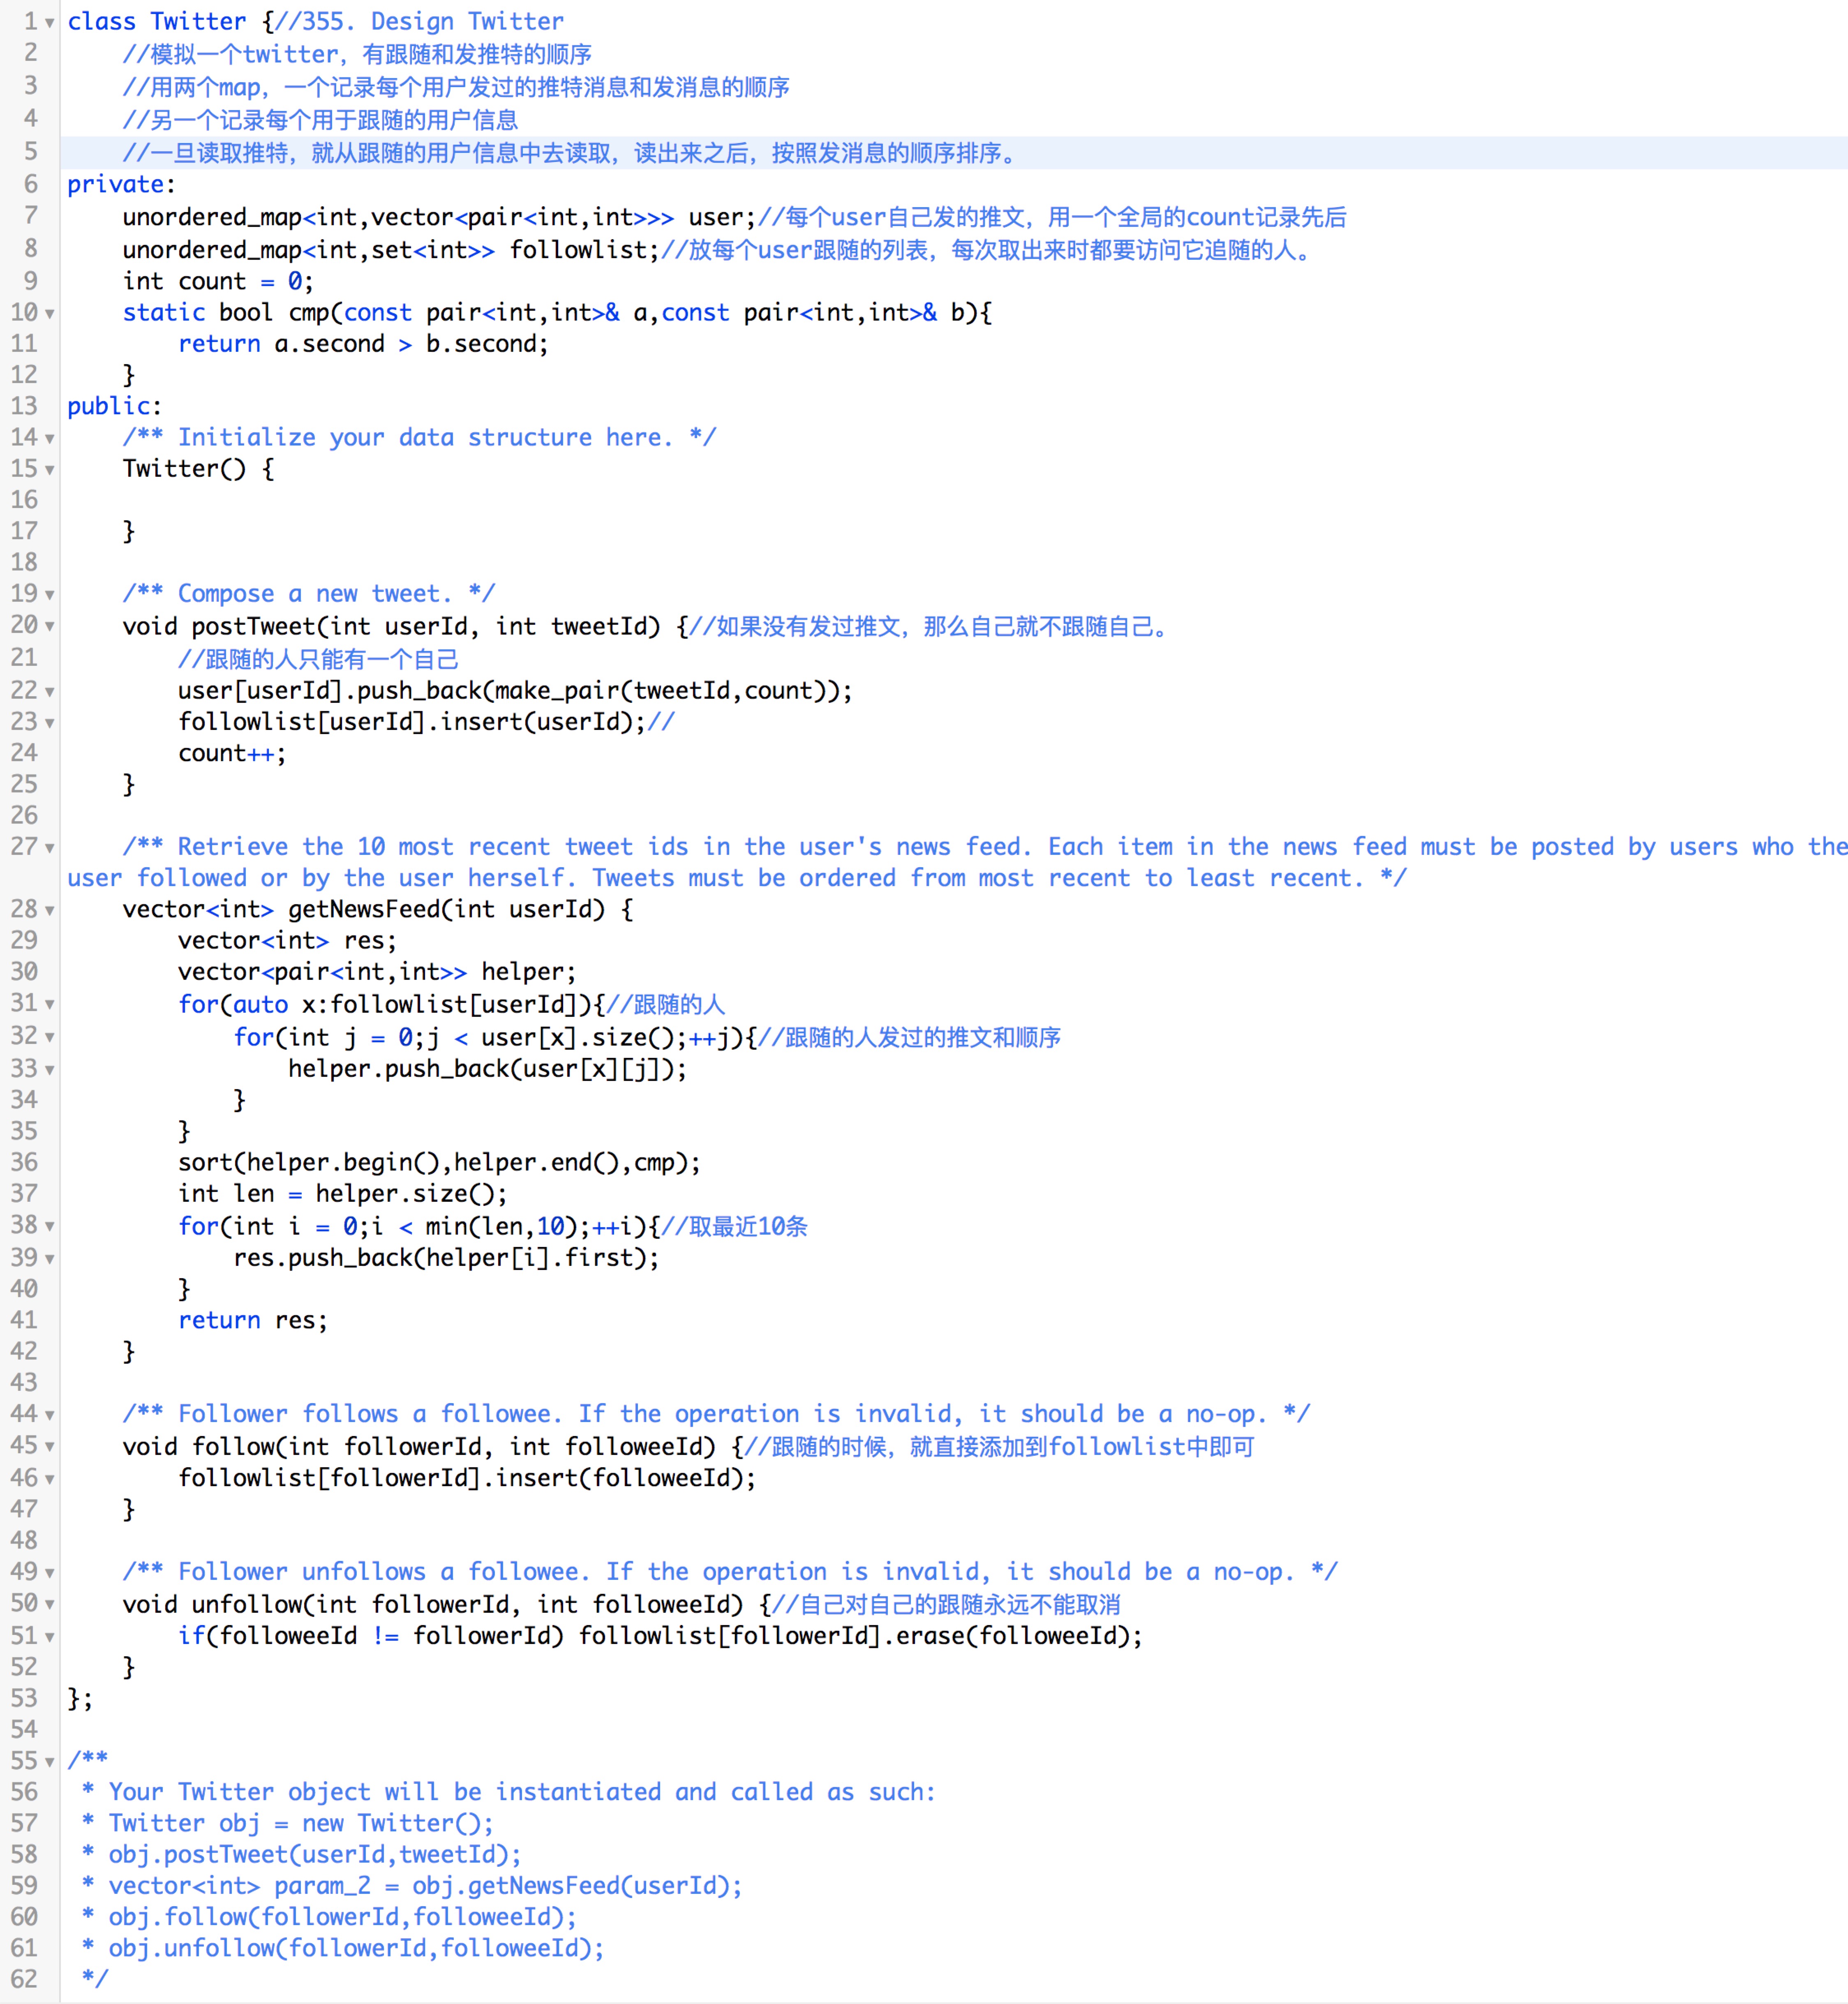 1 class Twitter {//355. Design Twitter
2 //模拟一个twitter，有跟随和发推特的顺序
3 //用两个map，一个记录每个用户发过的推特消息和发消息的顺序
4 //另一个记录每个用于跟随的用户信息
5 //一旦读取推特，就从跟随的用户信息中去读取，读出来之后，按照发消息的顺序排序。
6 private:
7 unordered_map<int,vector<pair<int,int>>> user;//每个user自己发的推文，用一个全局的count记录先后
8 unordered_map<int,set<int>> followlist;//放每个user跟随的列表，每次取出来时都要访问它追随的人。
9 int count = 0;
10 static bool cmp(const pair<int,int>& a,const pair<int,int>& b){
11 return a.second > b.second;
12 }
13 public:
14 /** Initialize your data structure here. */
15 Twitter() {
16
17 }
18
19 /** Compose a new tweet. */
20 void postTweet(int userId, int tweetId) {//如果没有发过推文，那么自己就不跟随自己。
21 //跟随的人只能有一个自己
22 user[userId].push_back(make_pair(tweetId,count));
23 followlist[userId].insert(userId);//
24 count++;
25 }
26
27 /** Retrieve the 10 most recent tweet ids in the user's news feed. Each item in the news feed must be posted by users who the
user followed or by the user herself. Tweets must be ordered from most recent to least recent. */
28 vector<int> getNewsFeed(int userId) {
29 vector<int> res;
30 vector<pair<int,int>> helper;
31 for(auto x:followlist[userId]){//跟随的人
32 for(int j = 0;j < user[x].size();++j){//跟随的人发过的推文和顺序
33 helper.push_back(user[x][j]);
34 }
35 }
36 sort(helper.begin(),helper.end(),cmp);
37 int len = helper.size();
38 for(int i = 0;i < min(len,10);++i){//取最近10条
39 res.push_back(helper[i].first);
40 }
41 return res;
42 }
43
44 /** Follower follows a followee. If the operation is invalid, it should be a no-op. */
45 void follow(int followerId, int followeeId) {//跟随的时候，就直接添加到followlist中即可
46 followlist[followerId].insert(followeeId);
47 }
48
49 /** Follower unfollows a followee. If the operation is invalid, it should be a no-op. */
50 void unfollow(int followerId, int followeeId) {//自己对自己的跟随永远不能取消
51 if(followeeId != followerId) followlist[followerId].erase(followeeId);
52 }
53 };
54
55 /**
56 * Your Twitter object will be instantiated and called as such:
57 * Twitter obj = new Twitter();
58 * obj.postTweet(userId,tweetId);
59 * vector<int> param_2 = obj.getNewsFeed(userId);
60 * obj.follow(followerId,followeeId);
61 * obj.unfollow(followerId,followeeId);
62 */